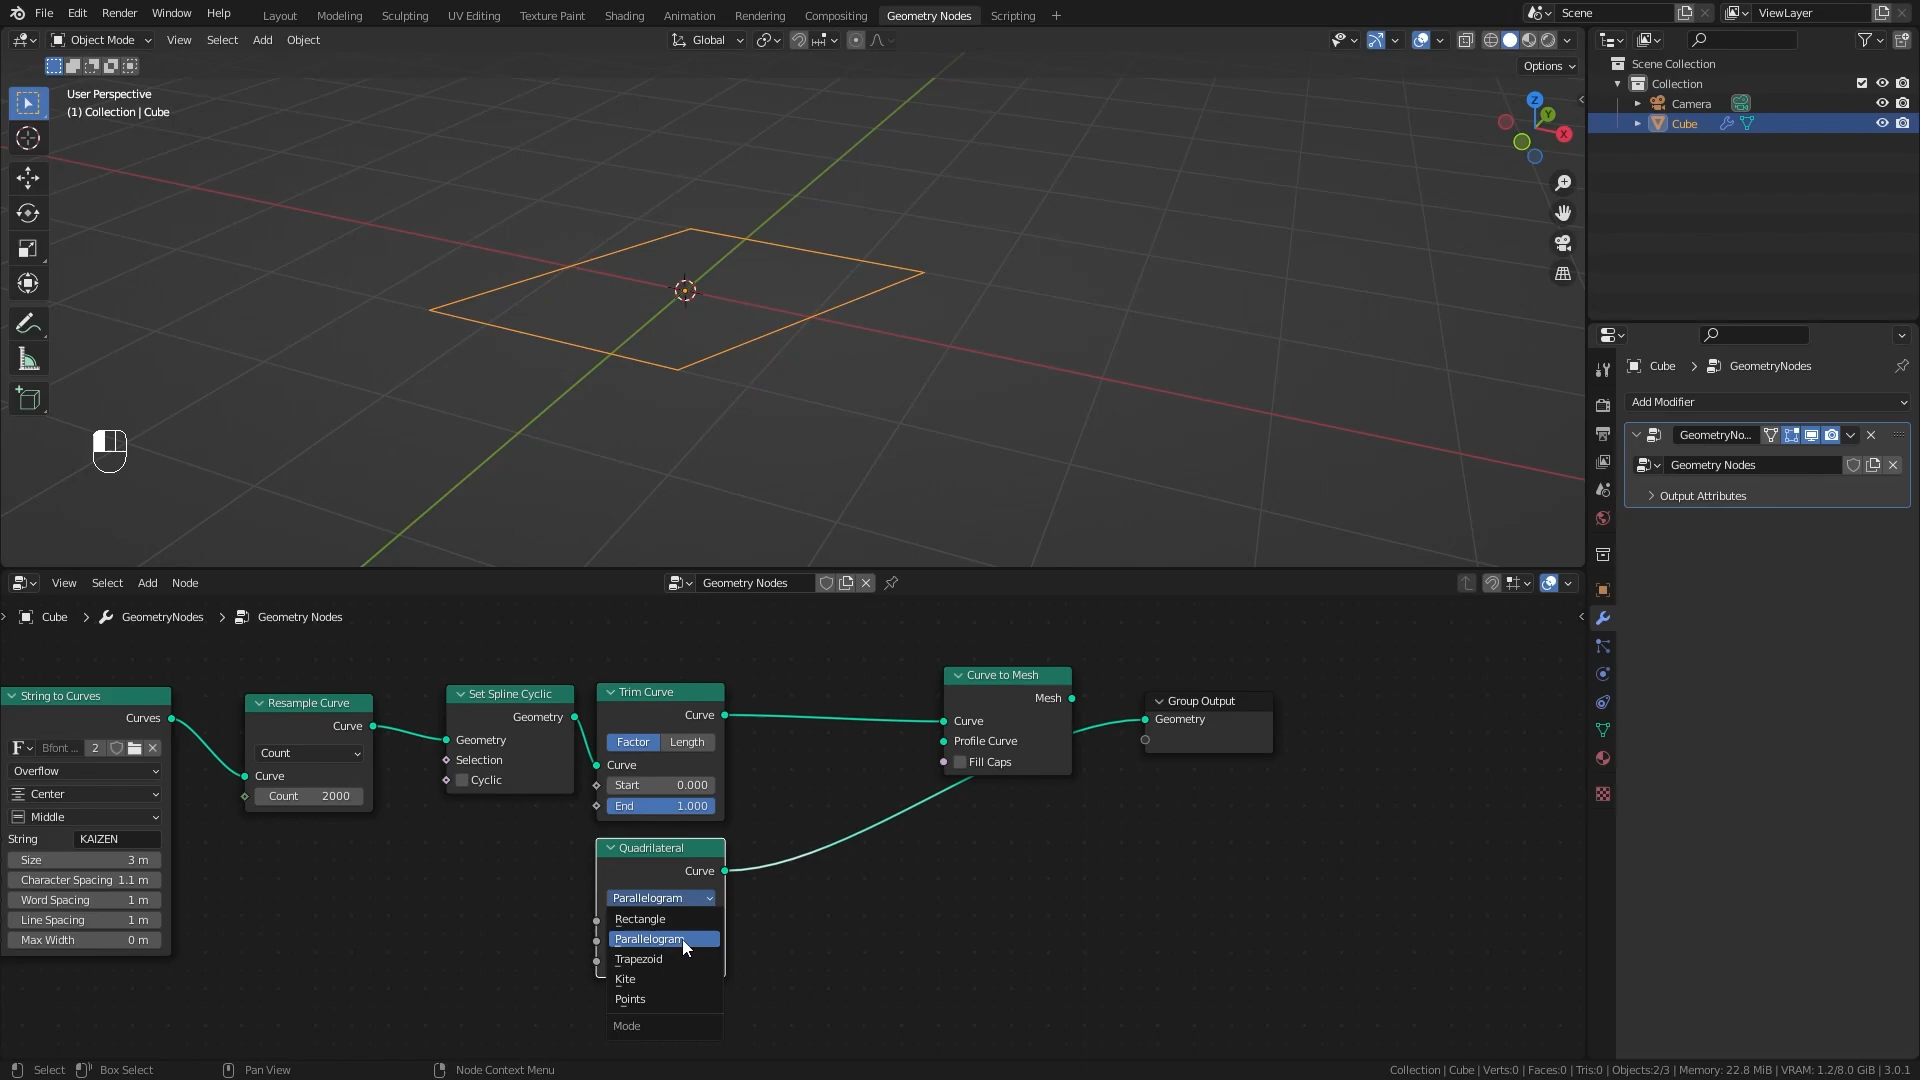 File Edit Render Window Help Layout Modeling Sculpting UV Editing Texture Paint Shading Animation Rendering Compositing Geometry Nodes Scripting + Scene ViewLayer
Object Mode View Select Add Object Global
Options
User Perspective
(1) Collection | Cube
Z
Y
X
Scene Collection
Collection
Camera
Cube
Cube > GeometryNodes
Add Modifier
GeometryNo...
Geometry Nodes
Output Attributes
View Select Add Node Geometry Nodes
Cube > GeometryNodes > Geometry Nodes
String to Curves
Curves
F Bfont ... 2
Overflow
Center
Middle
String KAIZEN
Size 3 m
Character Spacing 1.1 m
Word Spacing 1 m
Line Spacing 1 m
Max Width 0 m
Resample Curve
Curve
Count
Curve
Count 2000
Set Spline Cyclic
Geometry
Geometry
Selection
Cyclic
Trim Curve
Curve
Factor Length
Curve
Start 0.000
End 1.000
Quadrilateral
Curve
Parallelogram
Rectangle
Parallelogram
Trapezoid
Kite
Points
Mode
Curve to Mesh
Mesh
Curve
Profile Curve
Fill Caps
Group Output
Geometry
Select Box Select Pan View Node Context Menu Collection | Cube | Verts:0 | Faces:0 | Tris:0 | Objects:2/3 | Memory: 22.8 MiB | VRAM: 1.2/8.0 GiB | 3.0.1